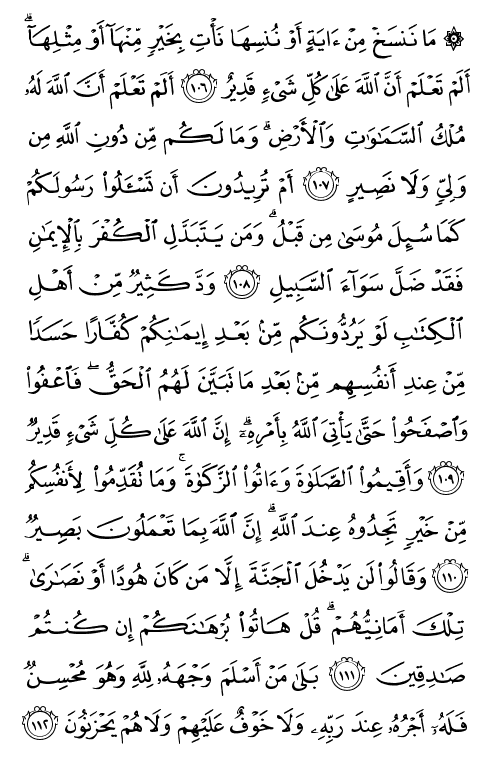 ۞ مَا نَنسَخْ مِنْ ءَايَةٍ أَوْ نُنسِهَا نَأْتِ بِخَيْرٍ مِّنْهَآ أَوْ مِثْلِهَآ ۗ
أَلَمْ تَعْلَمْ أَنَّ ٱللَّهَ عَلَىٰ كُلِّ شَىْءٍ قَدِيرٌ ١٠٦ أَلَمْ تَعْلَمْ أَنَّ ٱللَّهَ لَهُۥ
مُلْكُ ٱلسَّمَٰوَٰتِ وَٱلْأَرْضِ ۗ وَمَا لَكُم مِّن دُونِ ٱللَّهِ مِن
وَلِىٍّ وَلَا نَصِيرٍ ١٠٧ أَمْ تُرِيدُونَ أَن تَسْـَٔلُوا۟ رَسُولَكُمْ
كَمَا سُئِلَ مُوسَىٰ مِن قَبْلُ ۗ وَمَن يَتَبَدَّلِ ٱلْكُفْرَ بِٱلْإِيمَٰنِ
فَقَدْ ضَلَّ سَوَآءَ ٱلسَّبِيلِ ١٠٨ وَدَّ كَثِيرٌ مِّنْ أَهْلِ
ٱلْكِتَٰبِ لَوْ يَرُدُّونَكُم مِّنۢ بَعْدِ إِيمَٰنِكُمْ كُفَّارًا حَسَدًا
مِّنْ عِندِ أَنفُسِهِم مِّنۢ بَعْدِ مَا تَبَيَّنَ لَهُمُ ٱلْحَقُّ ۖ فَٱعْفُوا۟
وَٱصْفَحُوا۟ حَتَّىٰ يَأْتِىَ ٱللَّهُ بِأَمْرِهِۦٓ ۗ إِنَّ ٱللَّهَ عَلَىٰ كُلِّ شَىْءٍ قَدِيرٌ
١٠٩ وَأَقِيمُوا۟ ٱلصَّلَوٰةَ وَءَاتُوا۟ ٱلزَّكَوٰةَ ۚ وَمَا تُقَدِّمُوا۟ لِأَنفُسِكُم
مِّنْ خَيْرٍ تَجِدُوهُ عِندَ ٱللَّهِ ۗ إِنَّ ٱللَّهَ بِمَا تَعْمَلُونَ بَصِيرٌ
١١٠ وَقَالُوا۟ لَن يَدْخُلَ ٱلْجَنَّةَ إِلَّا مَن كَانَ هُودًا أَوْ نَصَٰرَىٰ ۗ
تِلْكَ أَمَانِيُّهُمْ ۗ قُلْ هَاتُوا۟ بُرْهَٰنَكُمْ إِن كُنتُمْ
صَٰدِقِينَ ١١١ بَلَىٰ مَنْ أَسْلَمَ وَجْهَهُۥ لِلَّهِ وَهُوَ مُحْسِنٌ
فَلَهُۥٓ أَجْرُهُۥ عِندَ رَبِّهِۦ وَلَا خَوْفٌ عَلَيْهِمْ وَلَا هُمْ يَحْزَنُونَ ١١٢